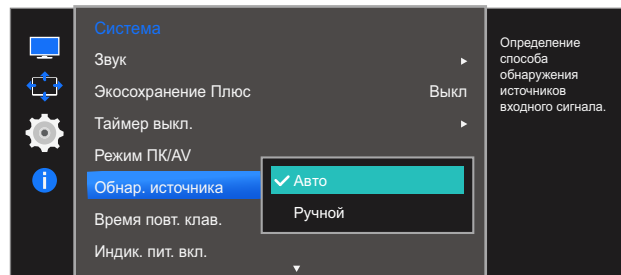 Система
Звук
Экосохранение Плюс Выкл
Таймер выкл.
Режим ПК/AV
Обнар. источника
Авто
Ручной
Время повт. клав.
Индик. пит. вкл.
Определение
способа
обнаружения
источников
входного сигнала.